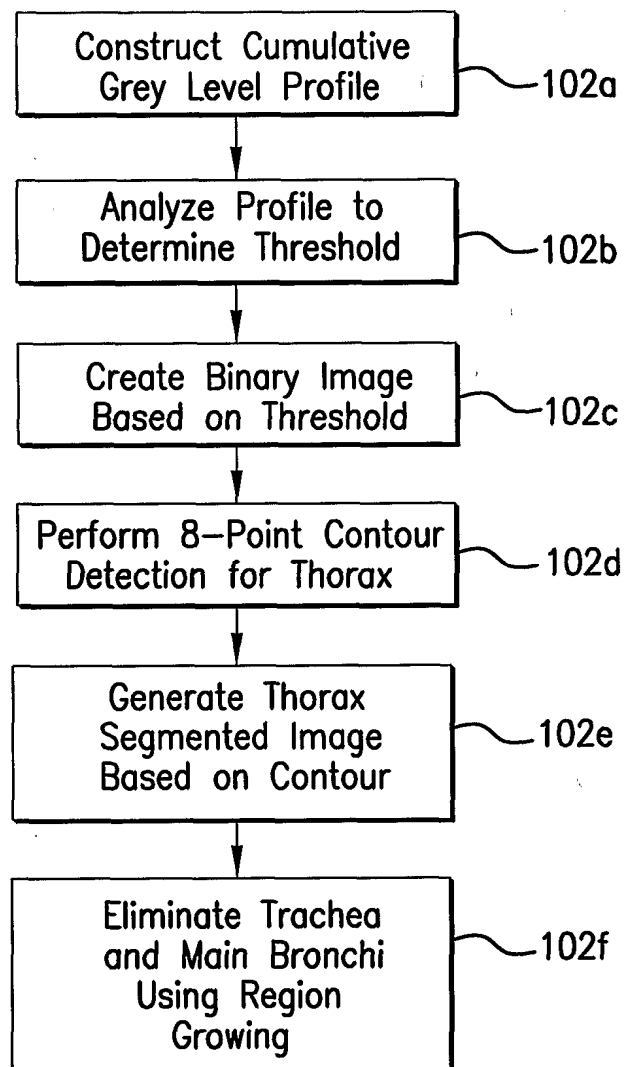 Construct Cumulative
Grey Level Profile
102a
Analyze Profile to
Determine Threshold
102b
Create Binary Image
Based on Threshold
102c
Perform 8-Point Contour
Detection for Thorax
102d
Generate Thorax
Segmented Image
Based on Contour
102e
Eliminate Trachea
and Main Bronchi
Using Region
Growing
102f